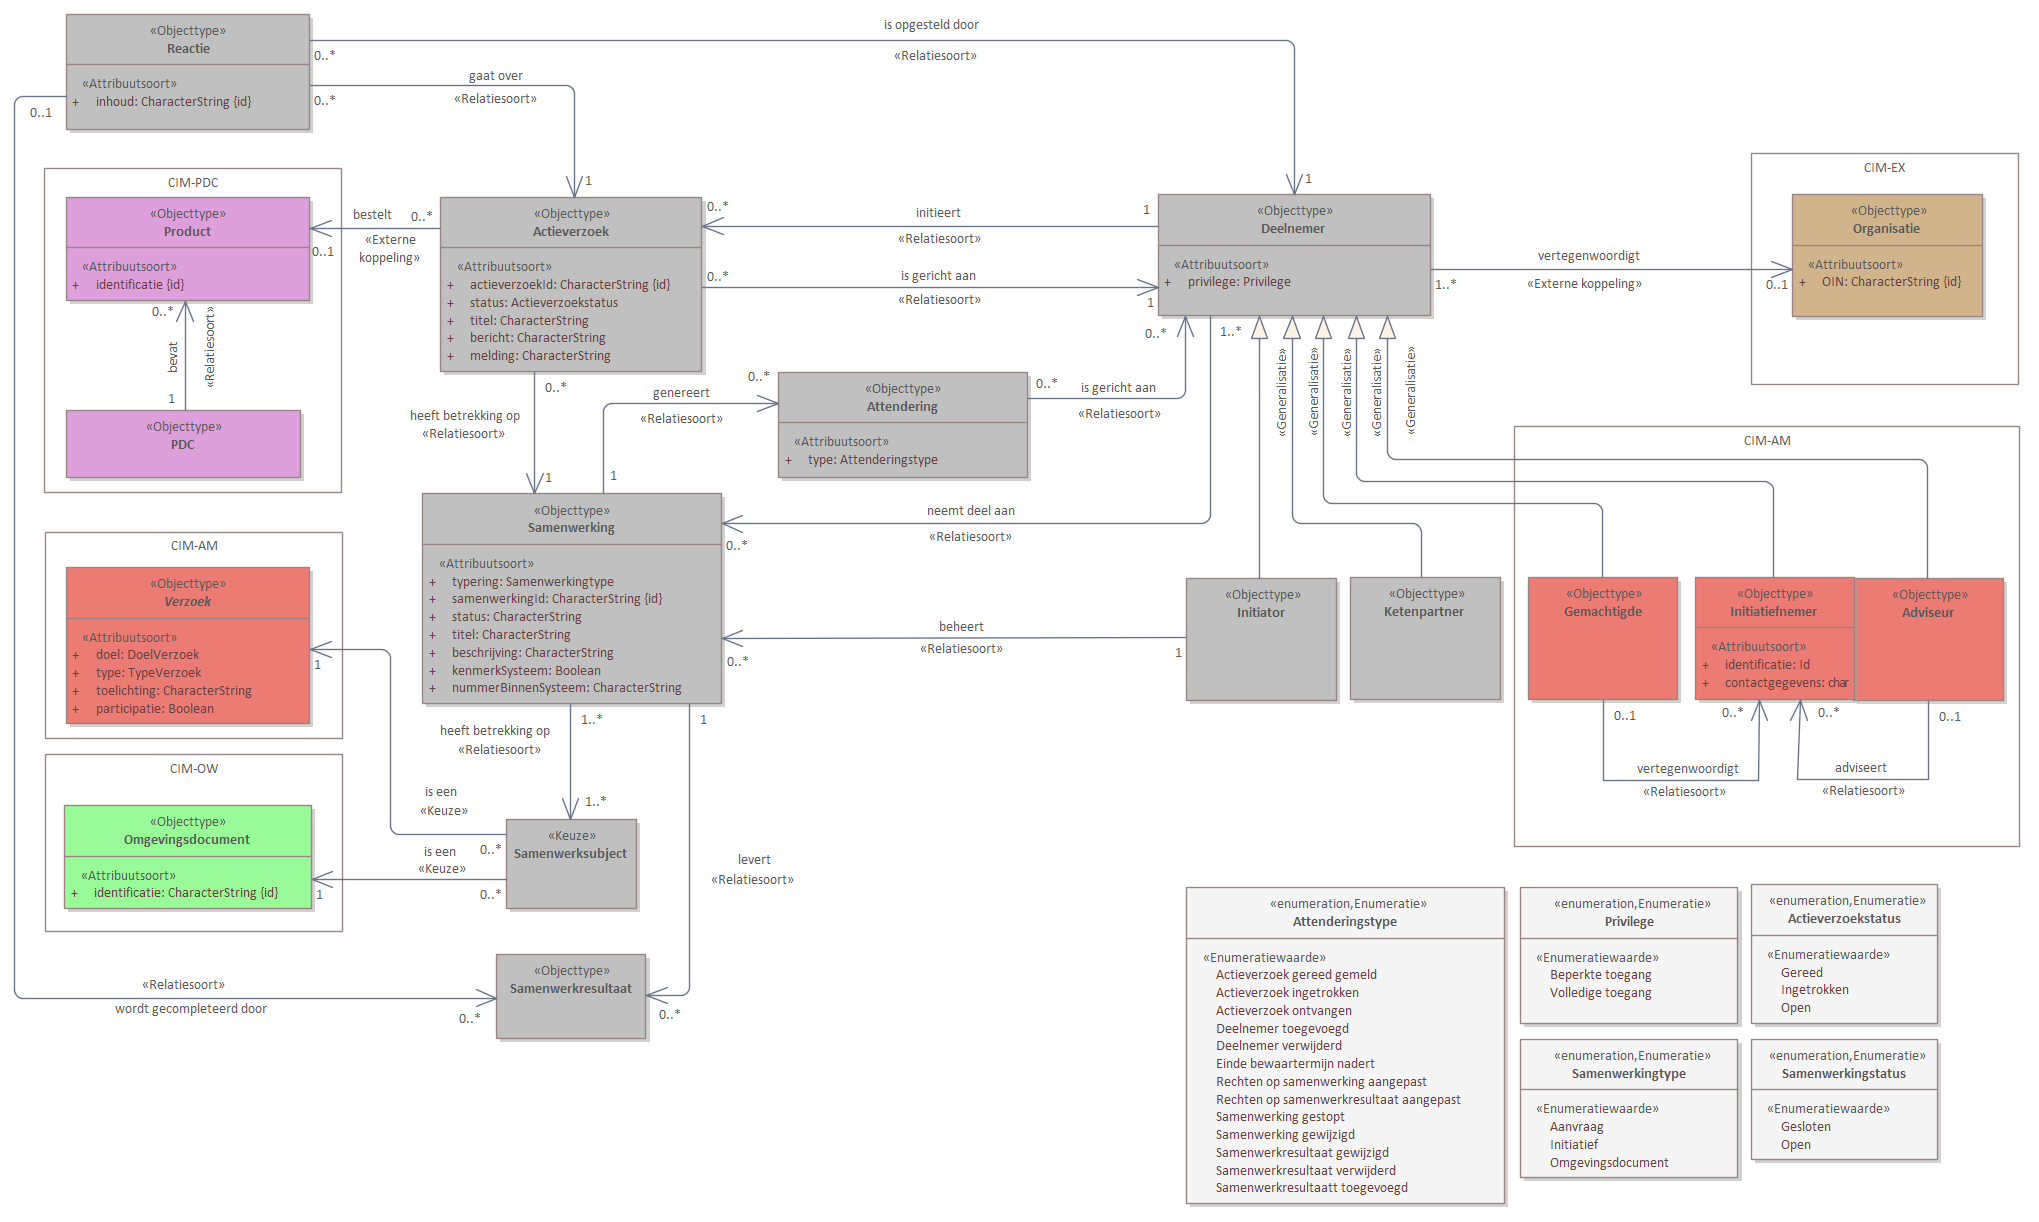 «Objecttype»
Reactie
«Attribuutsoort»
+ inhoud: CharacterString {id}
0..1
0..*
is opgesteld door
«Relatiesoort»
1
0..*
gaat over
«Relatiesoort»
1
CIM-PDC
«Objecttype»
Product
«Attribuutsoort»
+ identificatie {id}
0..*
bevat
«Relatiesoort»
1
«Objecttype»
PDC
bestelt
0..*
«Externe
koppeling»
0..1
«Objecttype»
Actieverzoek
«Attribuutsoort»
+ actieverzoekId: CharacterString {id}
+ status: Actieverzoekstatus
+ titel: CharacterString
+ bericht: CharacterString
+ melding: CharacterString
0..*
initieert
«Relatiesoort»
1
0..*
is gericht aan
«Relatiesoort»
1
«Objecttype»
Deelnemer
«Attribuutsoort»
+ privilege: Privilege
vertegenwoordigt
«Externe koppeling»
1..*
0..1
CIM-EX
«Objecttype»
Organisatie
«Attribuutsoort»
+ OIN: CharacterString {id}
0..*
heeft betrekking op
«Relatiesoort»
1
genereert
«Relatiesoort»
0..*
1
«Objecttype»
Attendering
«Attribuutsoort»
+ type: Attenderingstype
0..*
is gericht aan
«Relatiesoort»
0..*
1..*
«Generalisatie»
«Generalisatie»
«Generalisatie»
«Generalisatie»
«Generalisatie»
«Objecttype»
Samenwerking
«Attribuutsoort»
+ typering: Samenwerkingtype
+ samenwerkingId: CharacterString {id}
+ status: CharacterString
+ titel: CharacterString
+ beschrijving: CharacterString
+ kenmerkSysteem: Boolean
+ nummerBinnenSysteem: CharacterString
neemt deel aan
«Relatiesoort»
0..*
beheert
«Relatiesoort»
0..*
1
«Objecttype»
Initiator
«Objecttype»
Ketenpartner
CIM-AM
«Objecttype»
Gemachtigde
«Objecttype»
Initiatiefnemer
«Attribuutsoort»
+ identificatie: Id
+ contactgegevens: char
«Objecttype»
Adviseur
0..1
0..*
0..*
0..1
vertegenwoordigt
«Relatiesoort»
adviseert
«Relatiesoort»
CIM-AM
«Objecttype»
Verzoek
«Attribuutsoort»
+ doel: DoelVerzoek
+ type: TypeVerzoek
+ toelichting: CharacterString
+ participatie: Boolean
1
1..*
heeft betrekking op
«Relatiesoort»
1..*
1
levert
«Relatiesoort»
0..*
CIM-OW
«Objecttype»
Omgevingsdocument
«Attribuutsoort»
+ identificatie: CharacterString {id}
is een
«Keuze»
0..*
is een
«Keuze»
0..*
1
«Keuze»
Samenwerksubject
«Objecttype»
Samenwerkresultaat
«Relatiesoort»
wordt gecompleteerd door
0..*
«enumeration,Enumeratie»
Attenderingstype
«Enumeratiewaarde»
Actieverzoek gereed gemeld
Actieverzoek ingetrokken
Actieverzoek ontvangen
Deelnemer toegevoegd
Deelnemer verwijderd
Einde bewaartermijn nadert
Rechten op samenwerking aangepast
Rechten op samenwerkresultaat aangepast
Samenwerking gestopt
Samenwerking gewijzigd
Samenwerkresultaat gewijzigd
Samenwerkresultaat verwijderd
Samenwerkresultaatt toegevoegd
«enumeration,Enumeratie»
Privilege
«Enumeratiewaarde»
Beperkte toegang
Volledige toegang
«enumeration,Enumeratie»
Actieverzoekstatus
«Enumeratiewaarde»
Gereed
Ingetrokken
Open
«enumeration,Enumeratie»
Samenwerkingtype
«Enumeratiewaarde»
Aanvraag
Initiatief
Omgevingsdocument
«enumeration,Enumeratie»
Samenwerkingstatus
«Enumeratiewaarde»
Gesloten
Open